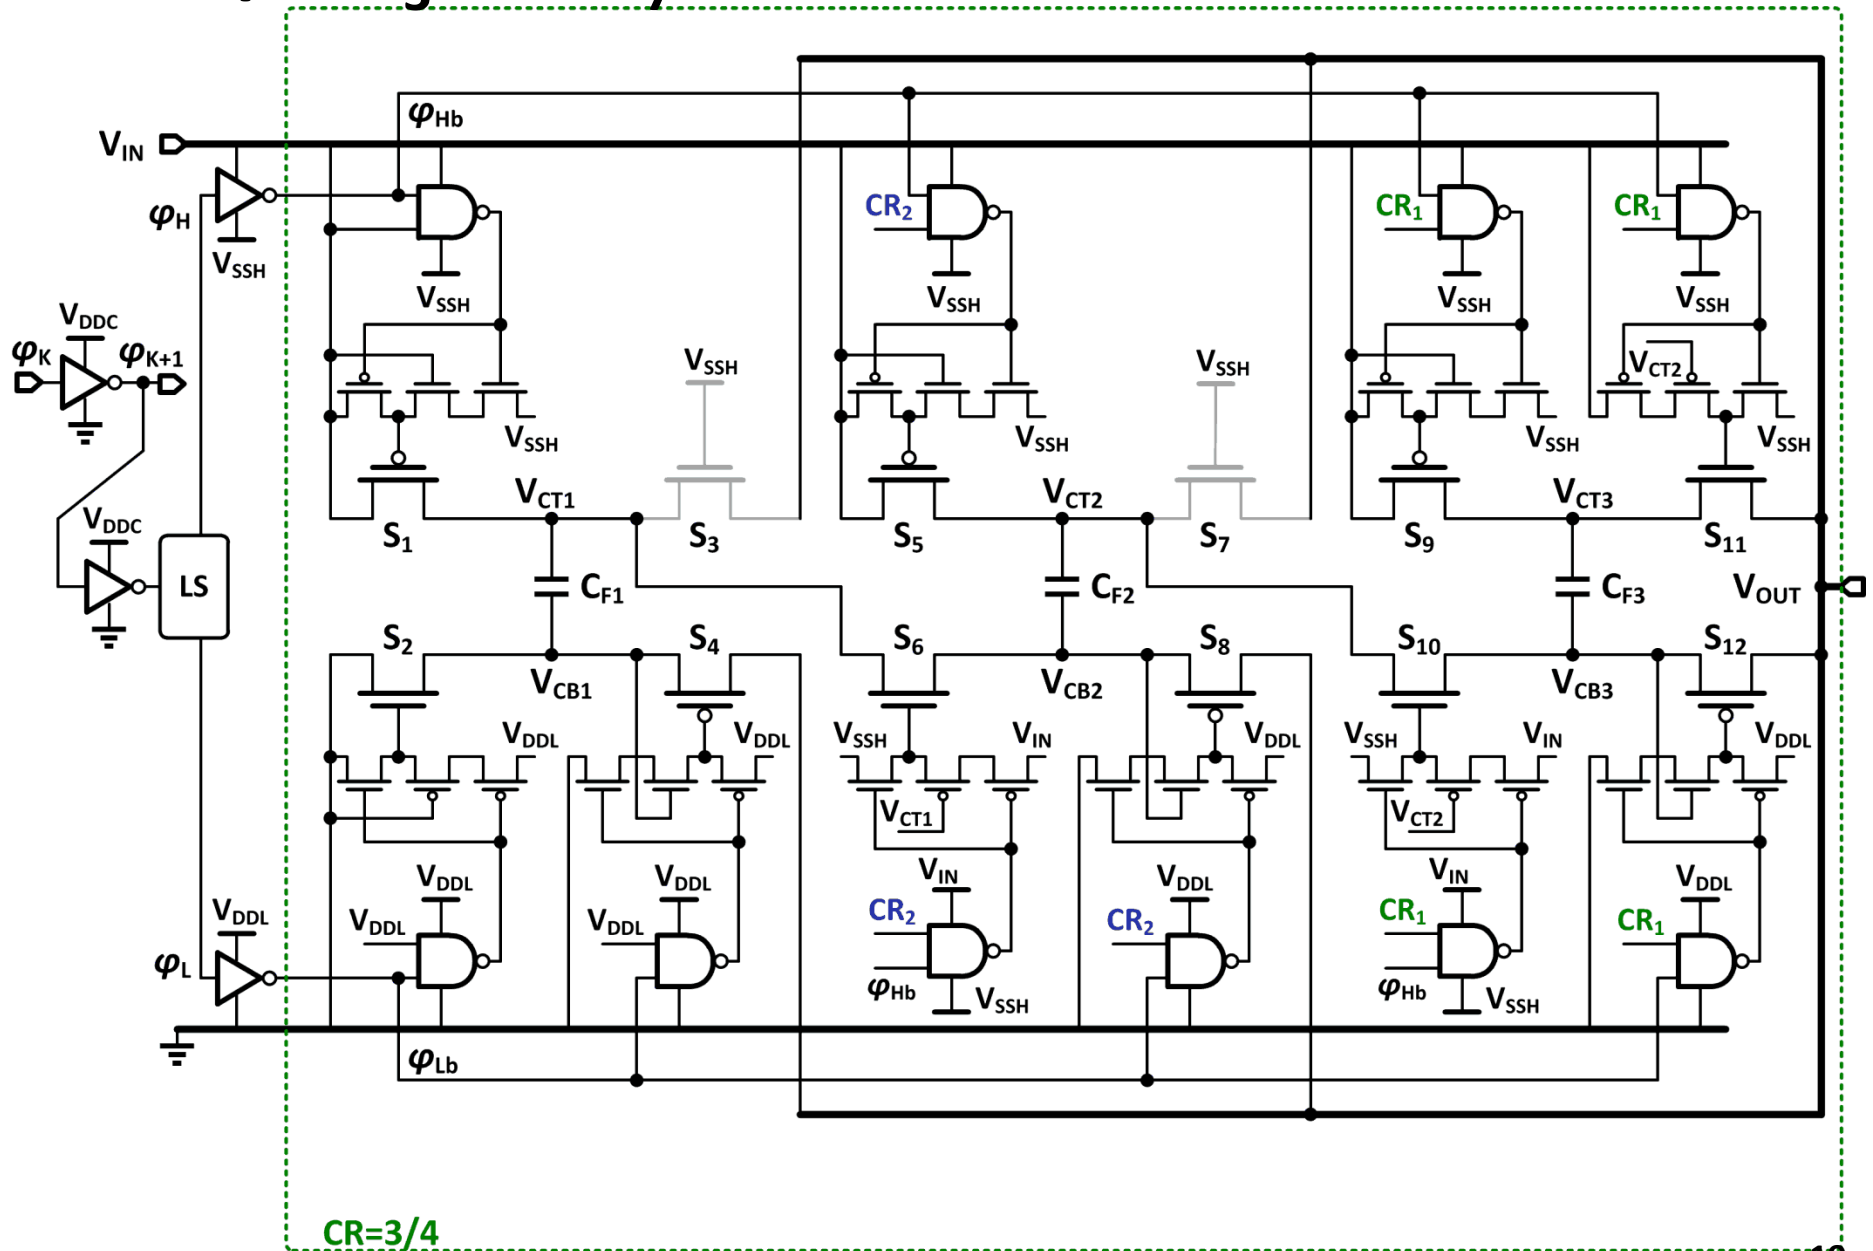 φHb
VIN
φH
CR2
CR1
CR1
VSSH
VSSH
VSSH
VSSH
VSSH
VDDC
φK
φK+1
VSSH
VSSH
VCT2
VSSH
VSSH
VSSH
VSSH
VCT1
VCT2
VCT3
S1
S3
S5
S7
S9
S11
VDDC
LS
CF1
CF2
CF3
VOUT
S2
S4
S6
S8
S10
S12
VCB1
VCB2
VCB3
VDDL
VDDL
VSSH
VIN
VDDL
VSSH
VIN
VDDL
VCT1
VCT2
VDDL
VDDL
VIN
VDDL
VIN
VDDL
VDDL
VDDL
VDDL
CR2
CR2
CR1
CR1
φL
φHb
VSSH
φHb
VSSH
φLb
CR=3/4